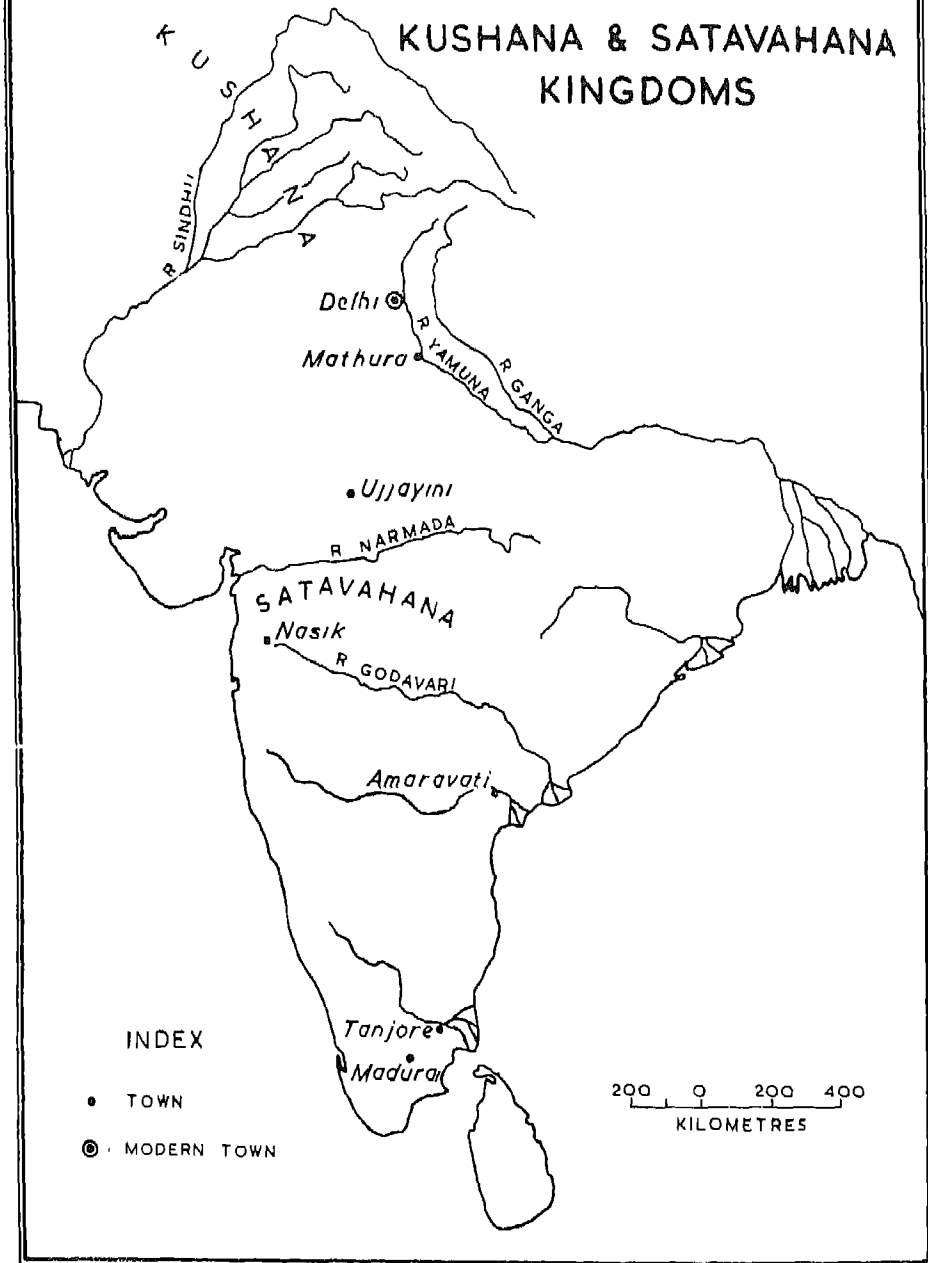 KUSHANA & SATAVAHANA
KINGDOMS
KUSHANA
R SINDHII
Delhi
Mathura
R YAMUNA
R GANGA
Ujjayini
R NARMADA
SATAVAHANA
Nasik
R GODAVARI
Amaravati
Tanjore
Madurai
INDEX
TOWN
MODERN TOWN
200 0 200 400
KILOMETRES